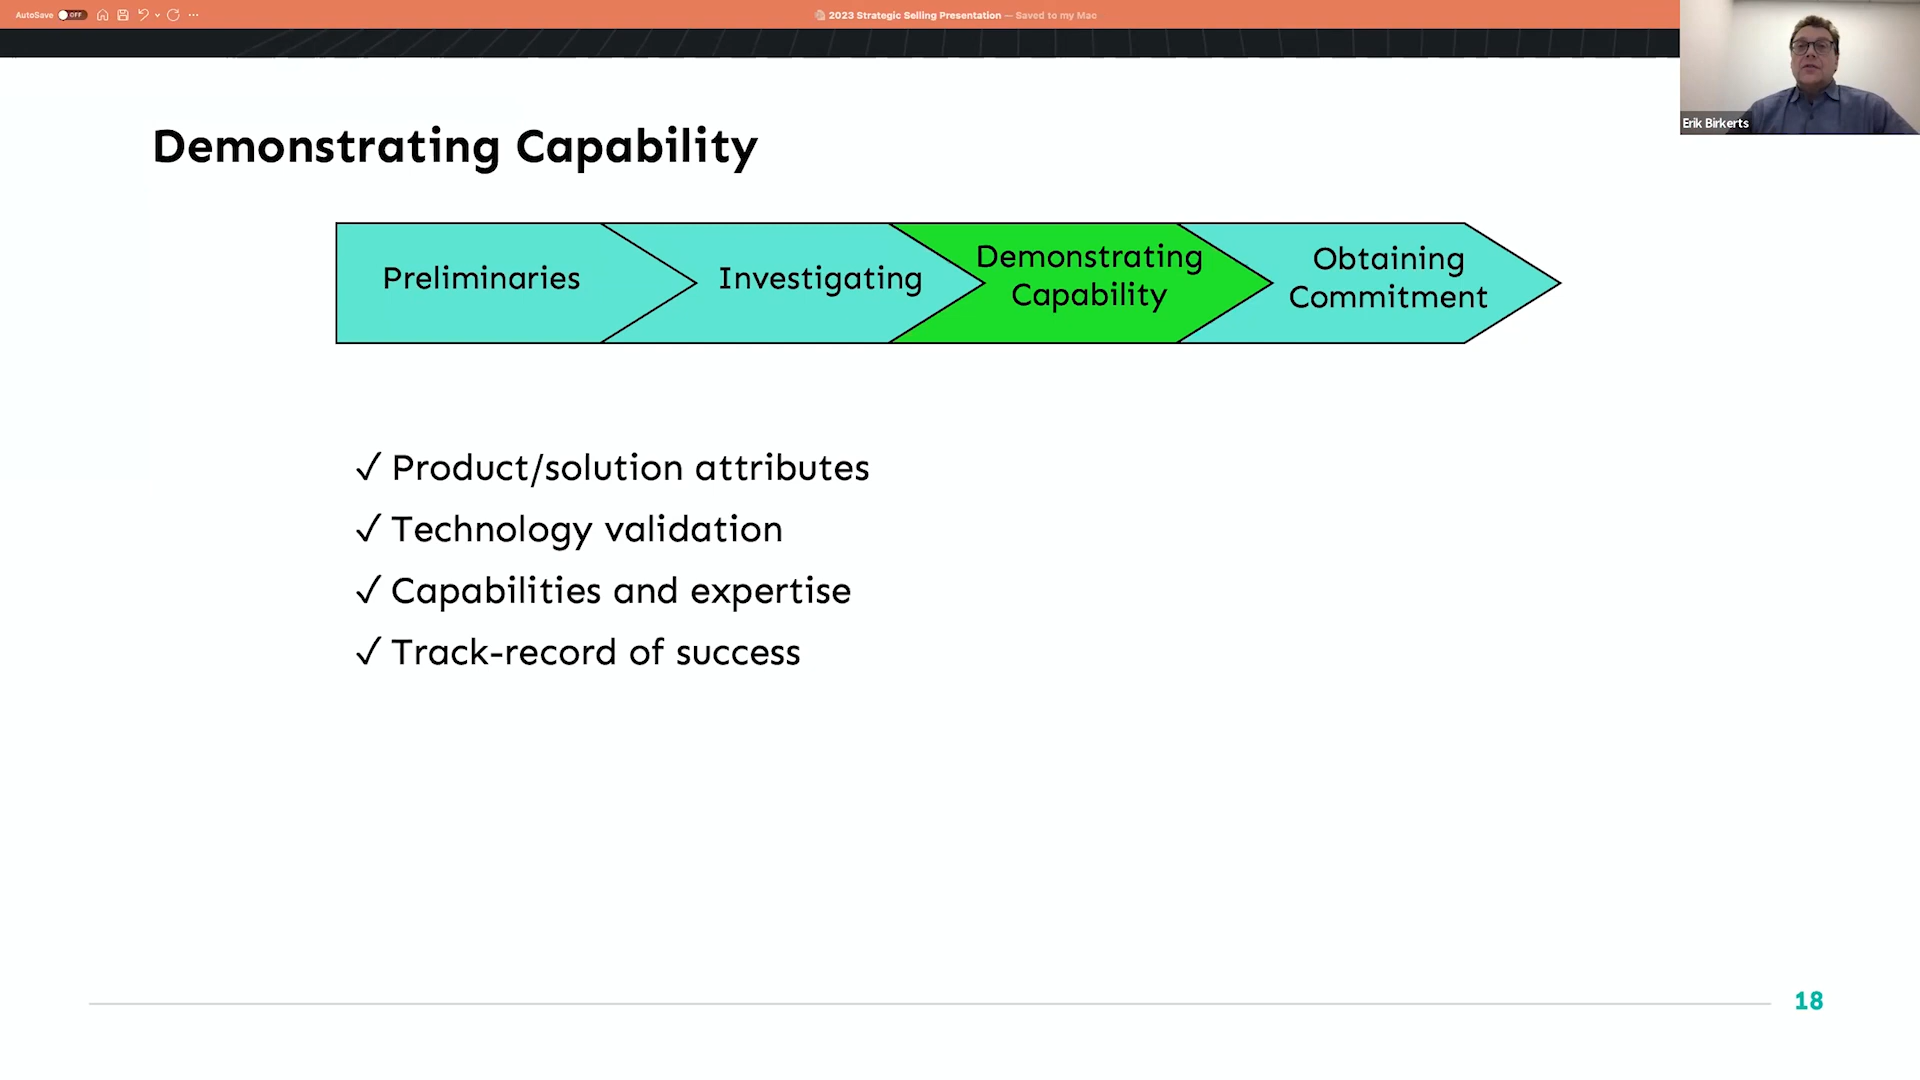 AutoSave OFF
2023 Strategic Selling Presentation — Saved to my Mac
Erik Birkerts
Demonstrating Capability
Preliminaries
Investigating
Demonstrating
Capability
Obtaining
Commitment
✓ Product/solution attributes
✓ Technology validation
✓ Capabilities and expertise
✓ Track-record of success
18